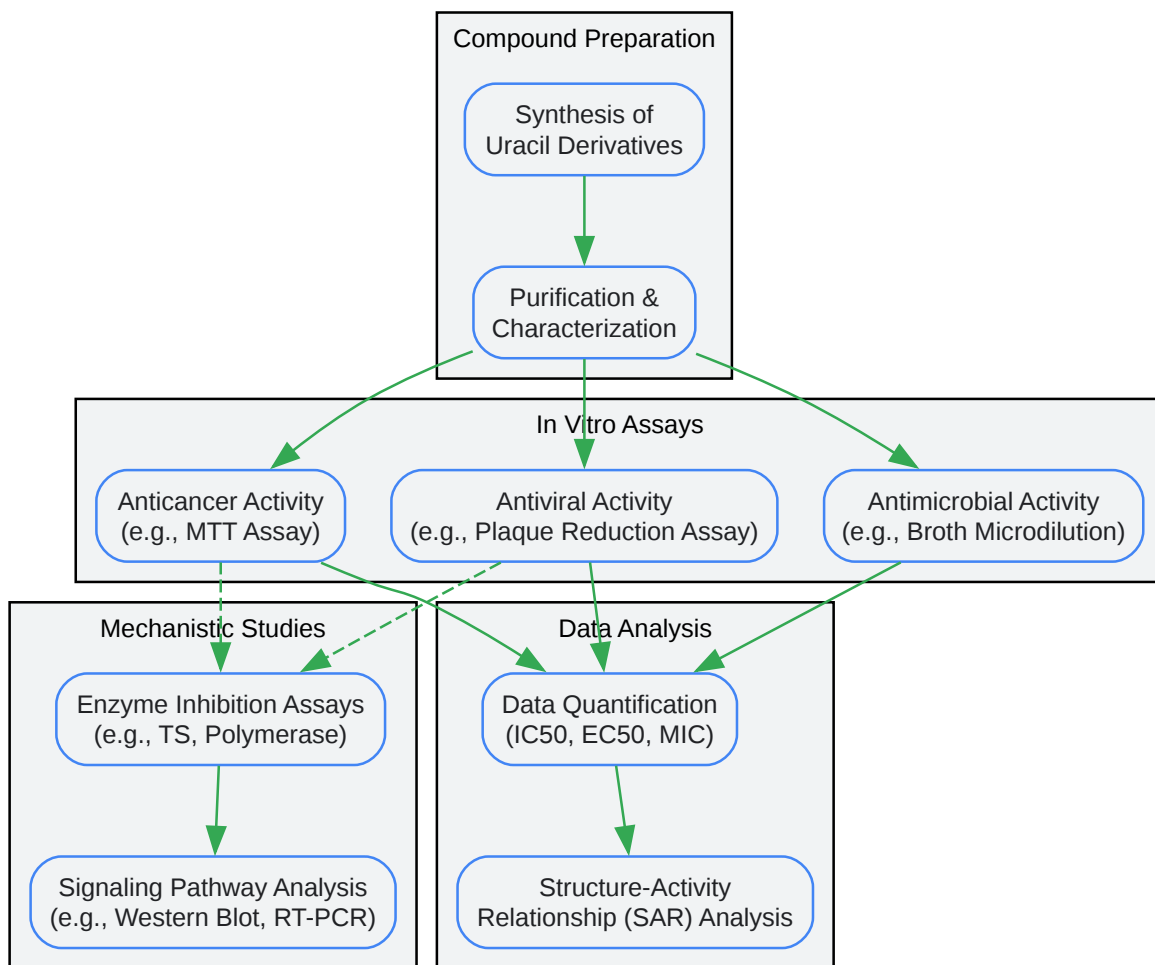 Compound Preparation
Synthesis of
Uracil Derivatives
Purification &
Characterization
In Vitro Assays
Anticancer Activity
(e.g., MTT Assay)
Antiviral Activity
(e.g., Plaque Reduction Assay)
Antimicrobial Activity
(e.g., Broth Microdilution)
Mechanistic Studies
Enzyme Inhibition Assays
(e.g., TS, Polymerase)
Signaling Pathway Analysis
(e.g., Western Blot, RT-PCR)
Data Analysis
Data Quantification
(IC50, EC50, MIC)
Structure-Activity
Relationship (SAR) Analysis